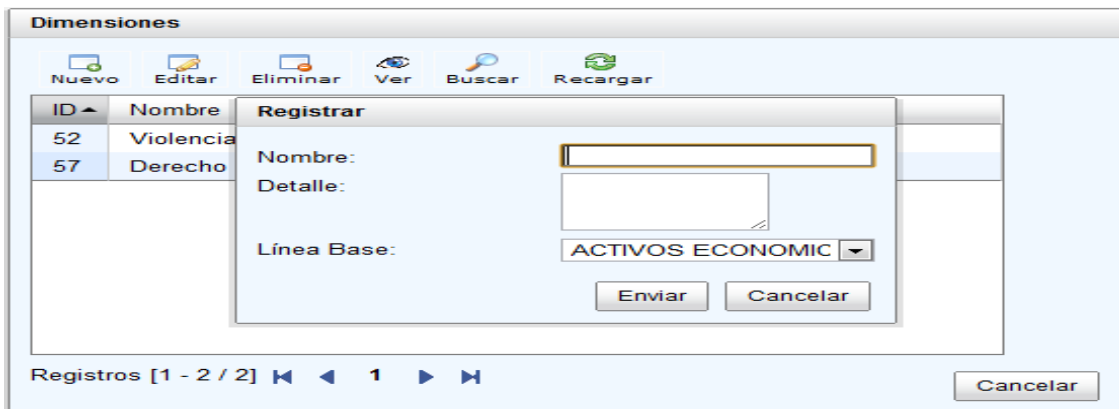 Dimensiones
Nuevo Editar Eliminar Ver Buscar Recargar
ID Nombre
52 Violencia
57 Derecho
Registrar
Nombre:
Detalle:
Línea Base: ACTIVOS ECONOMIC
Enviar Cancelar
Registros [1 - 2 / 2] 1
Cancelar